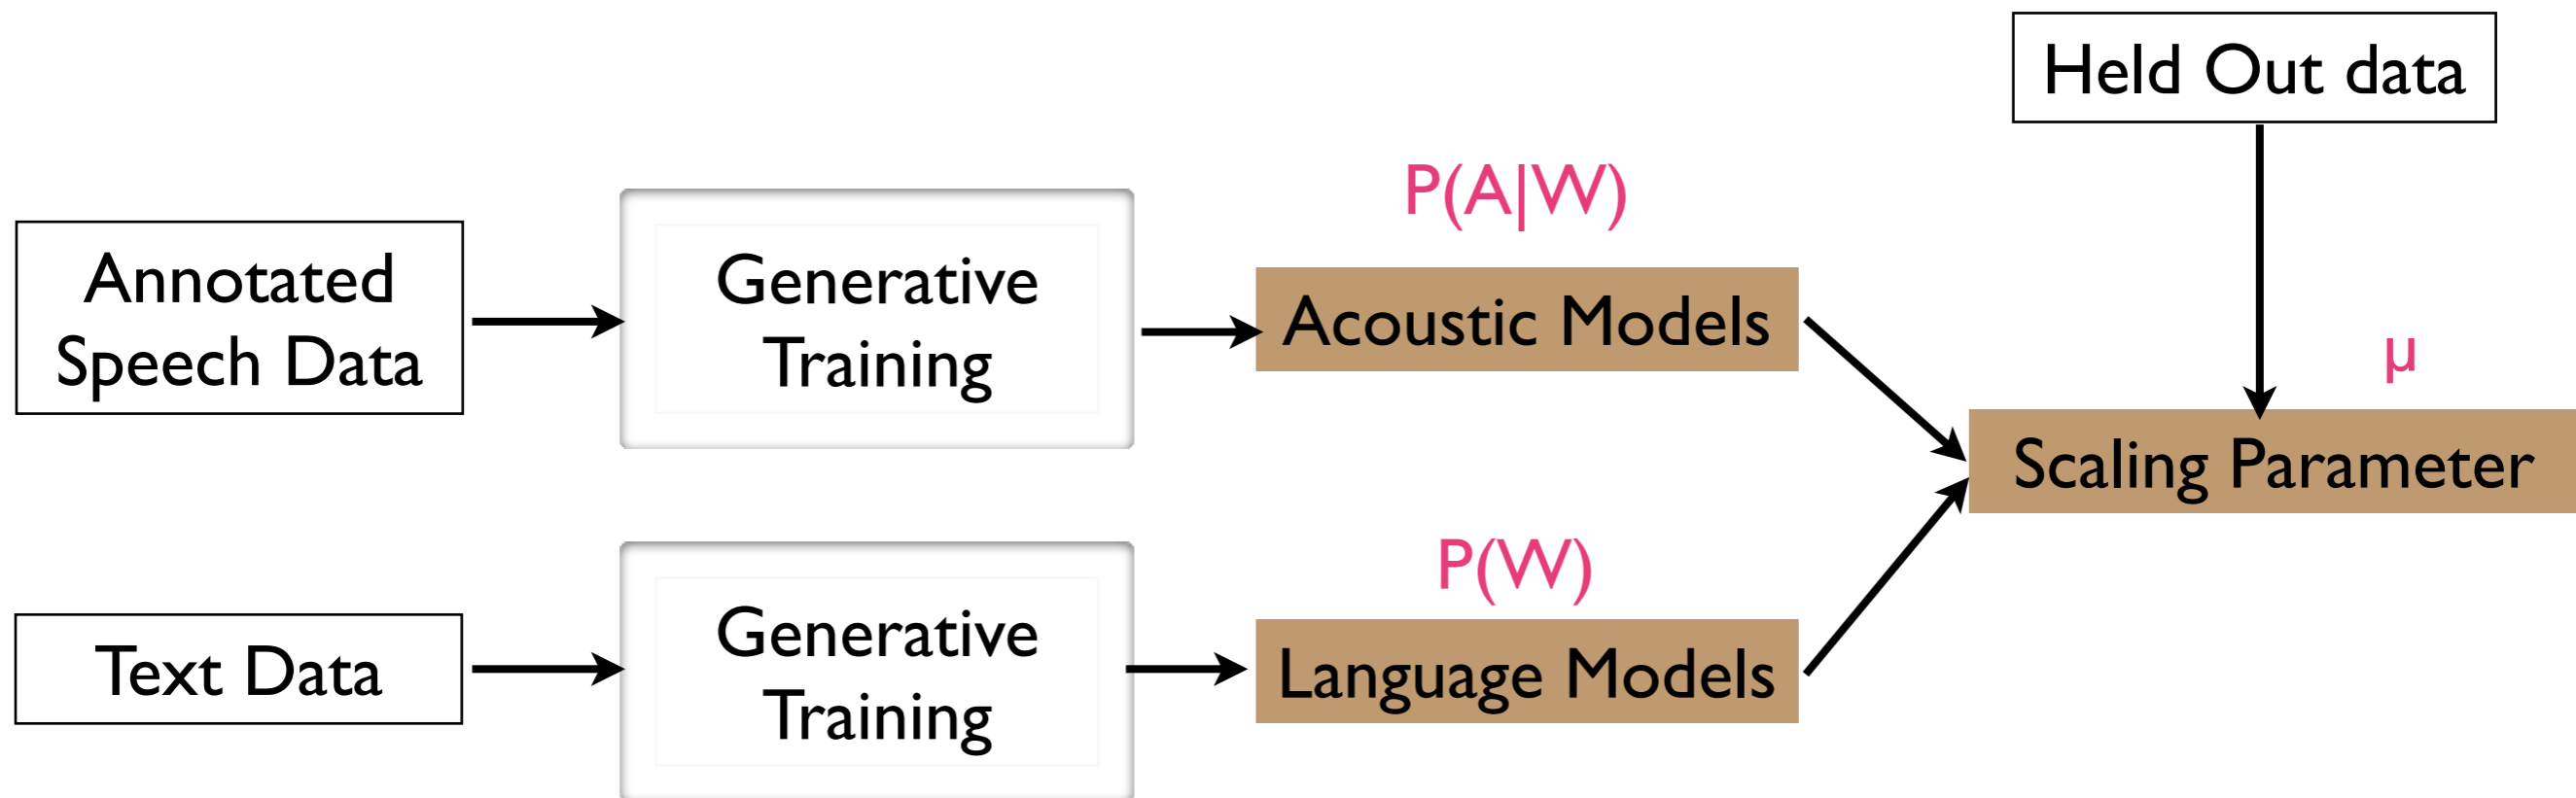 Held Out data
P(A|W)
Annotated
Speech Data
Generative
Training
Acoustic Models
µ
Scaling Parameter
P(W)
Text Data
Generative
Training
Language Models